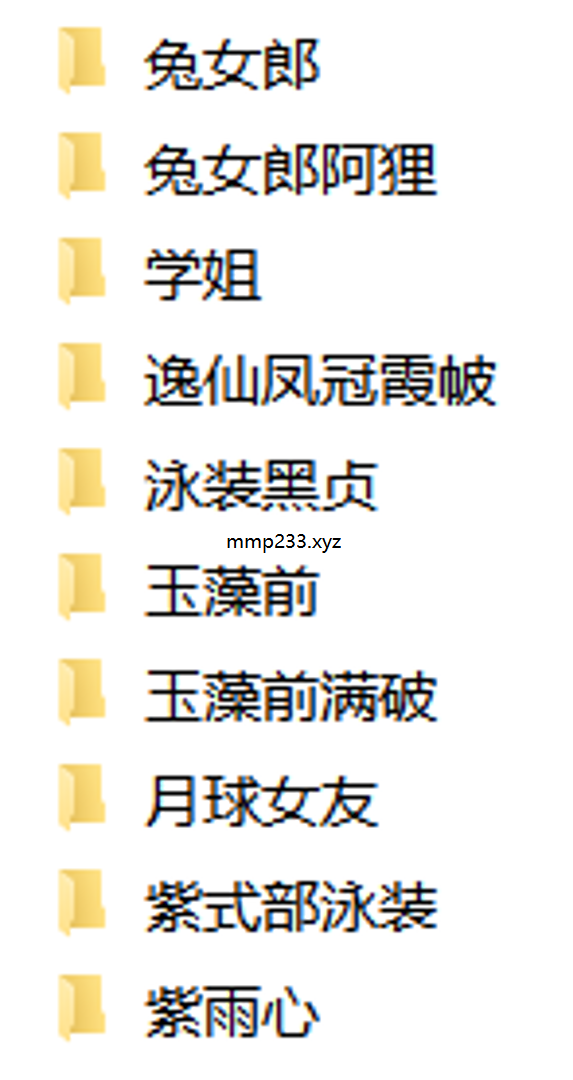 兔女郎
兔女郎阿狸
学姐
逸仙凤冠霞帔
泳装黑贞
mmp233.xyz
玉藻前
玉藻前满破
月球女友
紫式部泳装
紫雨心